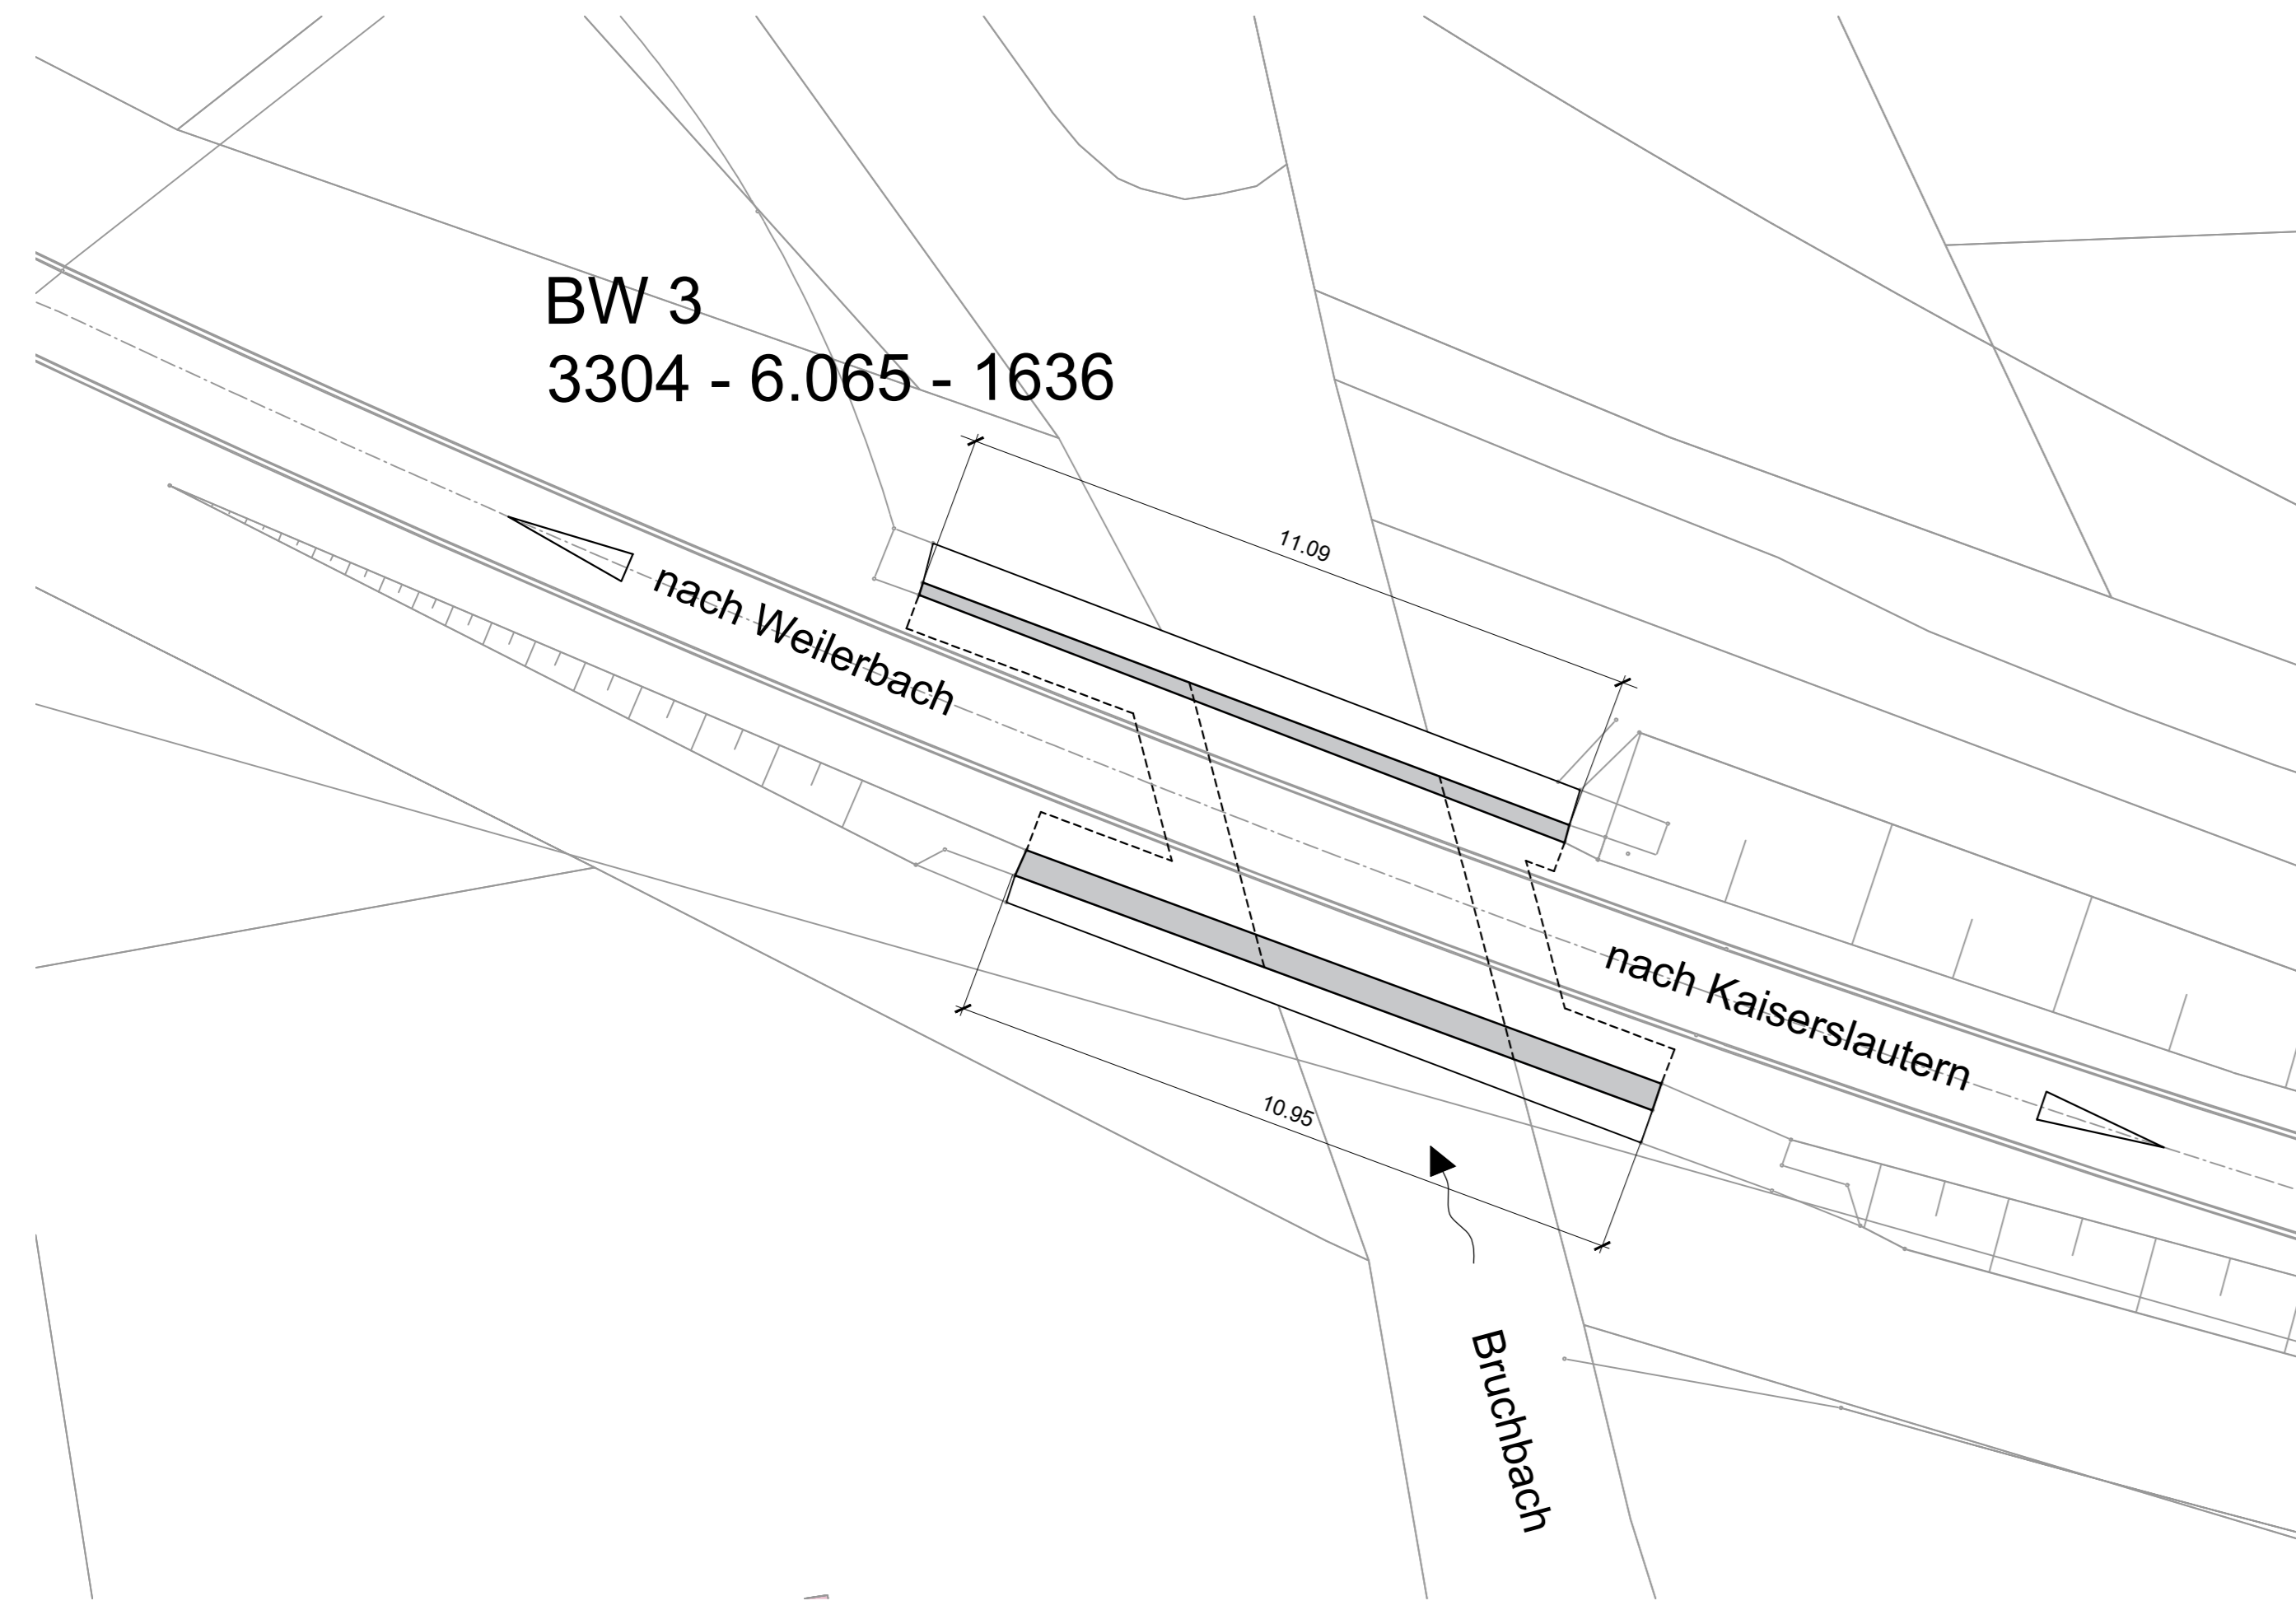 BW 3
3304 - 6.065 - 1636
11.09
nach Weilerbach
nach Kaiserslautern
10.95
Bruchbach